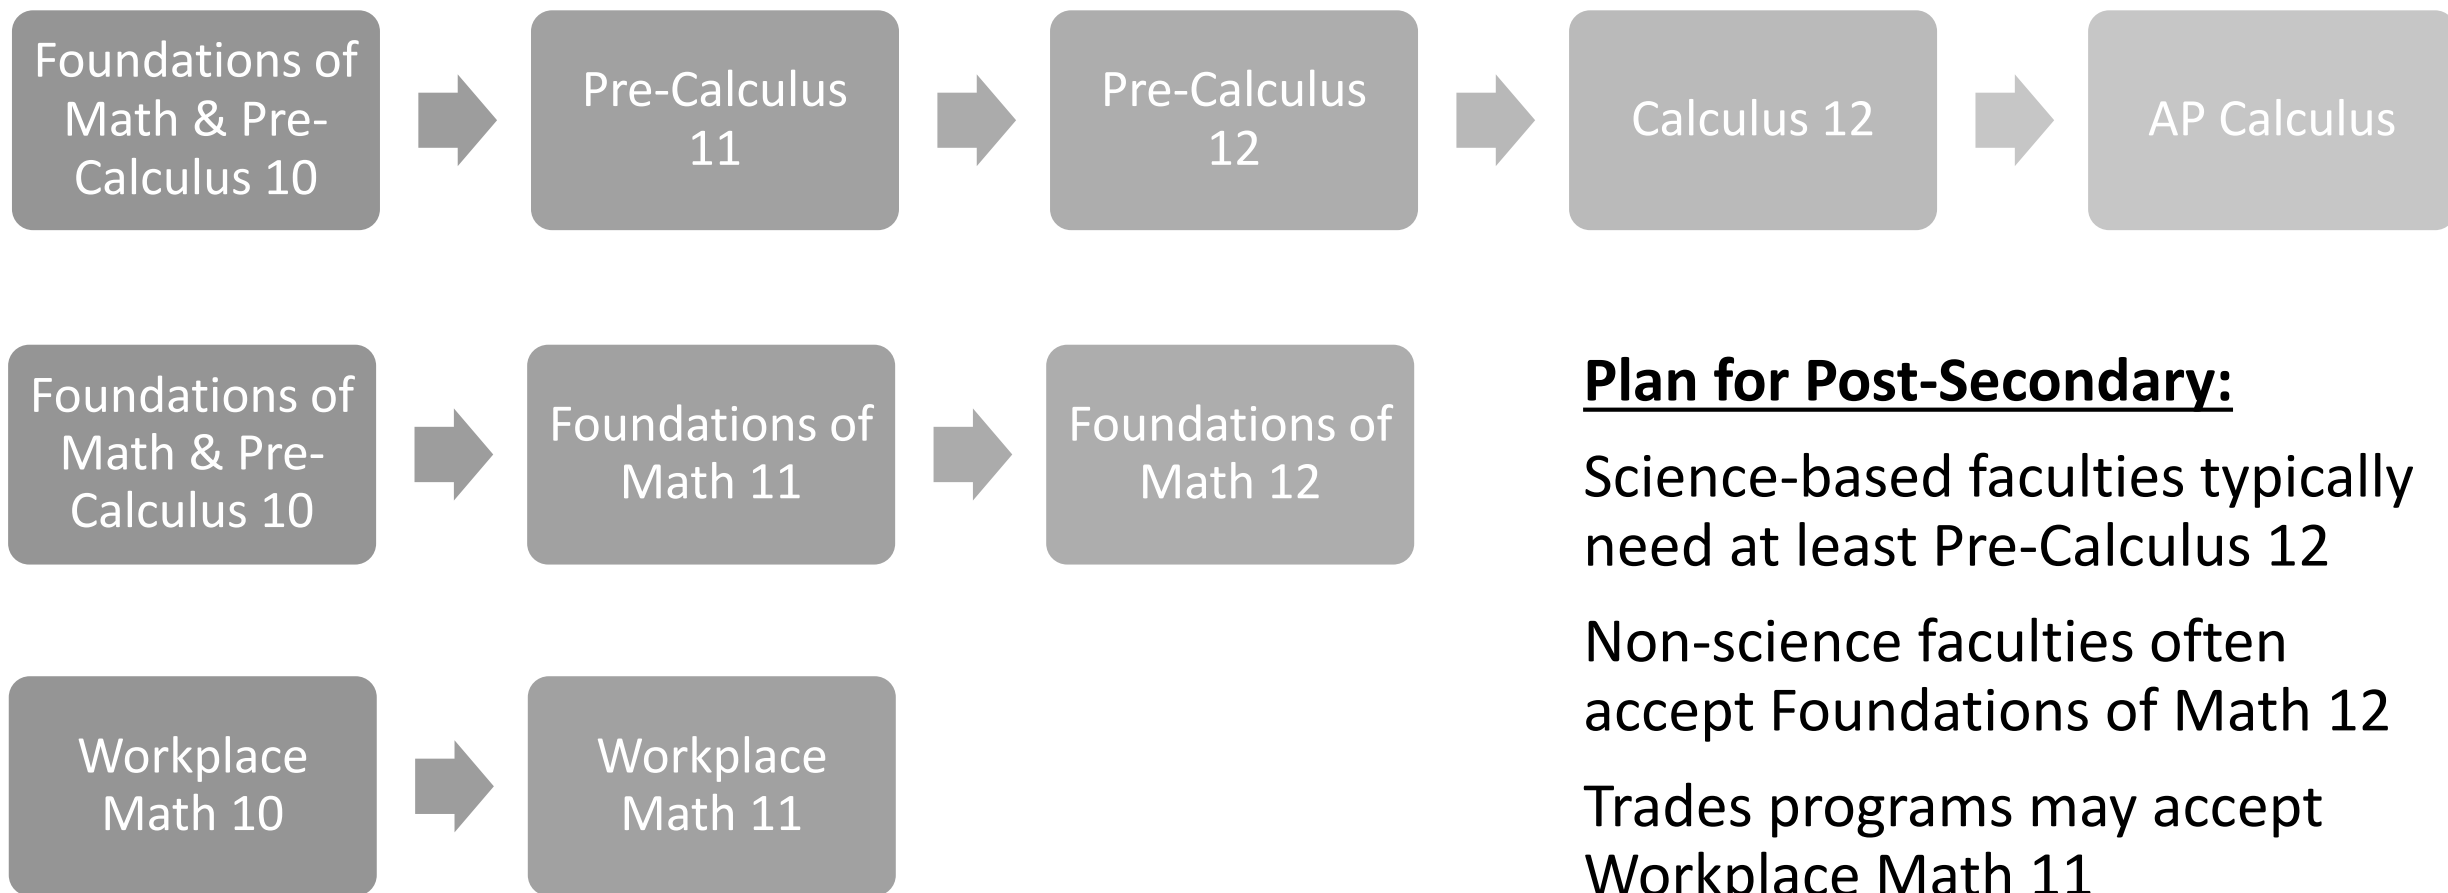 Foundations of
Math & Pre-
Calculus 10
Pre-Calculus
11
Pre-Calculus
12
Calculus 12
AP Calculus
Foundations of
Math & Pre-
Calculus 10
Foundations of
Math 11
Foundations of
Math 12
Workplace
Math 10
Workplace
Math 11
Plan for Post-Secondary:
Science-based faculties typically
need at least Pre-Calculus 12
Non-science faculties often
accept Foundations of Math 12
Trades programs may accept
Workplace Math 11